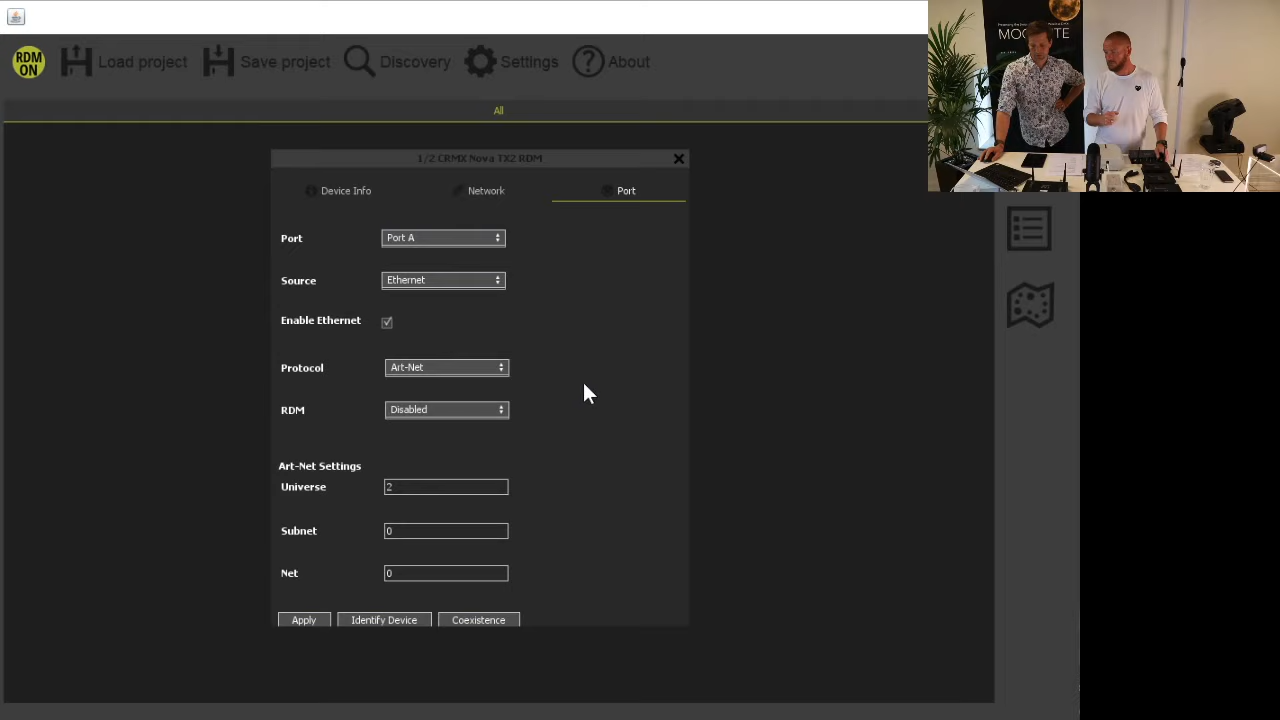 RDM
ON
Load project
Save project
Discovery
Settings
About
All
1/2 CRMX Nova TX2 RDM
Device Info
Network
Port
Port
Port A
Source
Ethernet
Enable Ethernet
Protocol
Art-Net
RDM
Disabled
Art-Net Settings
Universe
2
Subnet
0
Net
0
Apply
Identify Device
Coexistence